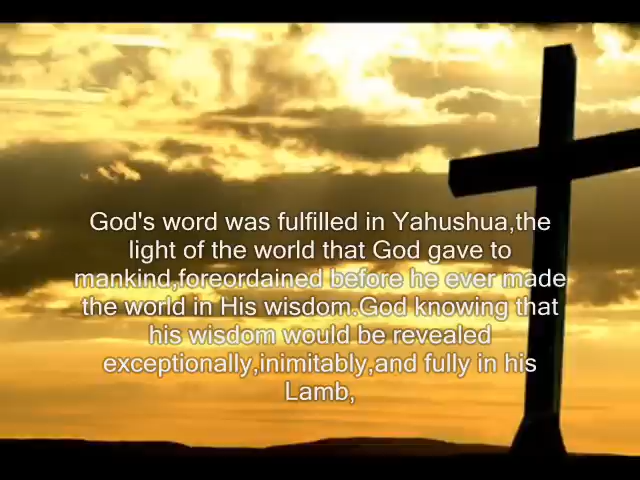 God's word was fulfilled in Yahushua,the
light of the world that God gave to
mankind,foreordained before he ever made
the world in His wisdom.God knowing that
his wisdom would be revealed
exceptionally,inimitably,and fully in his
Lamb,